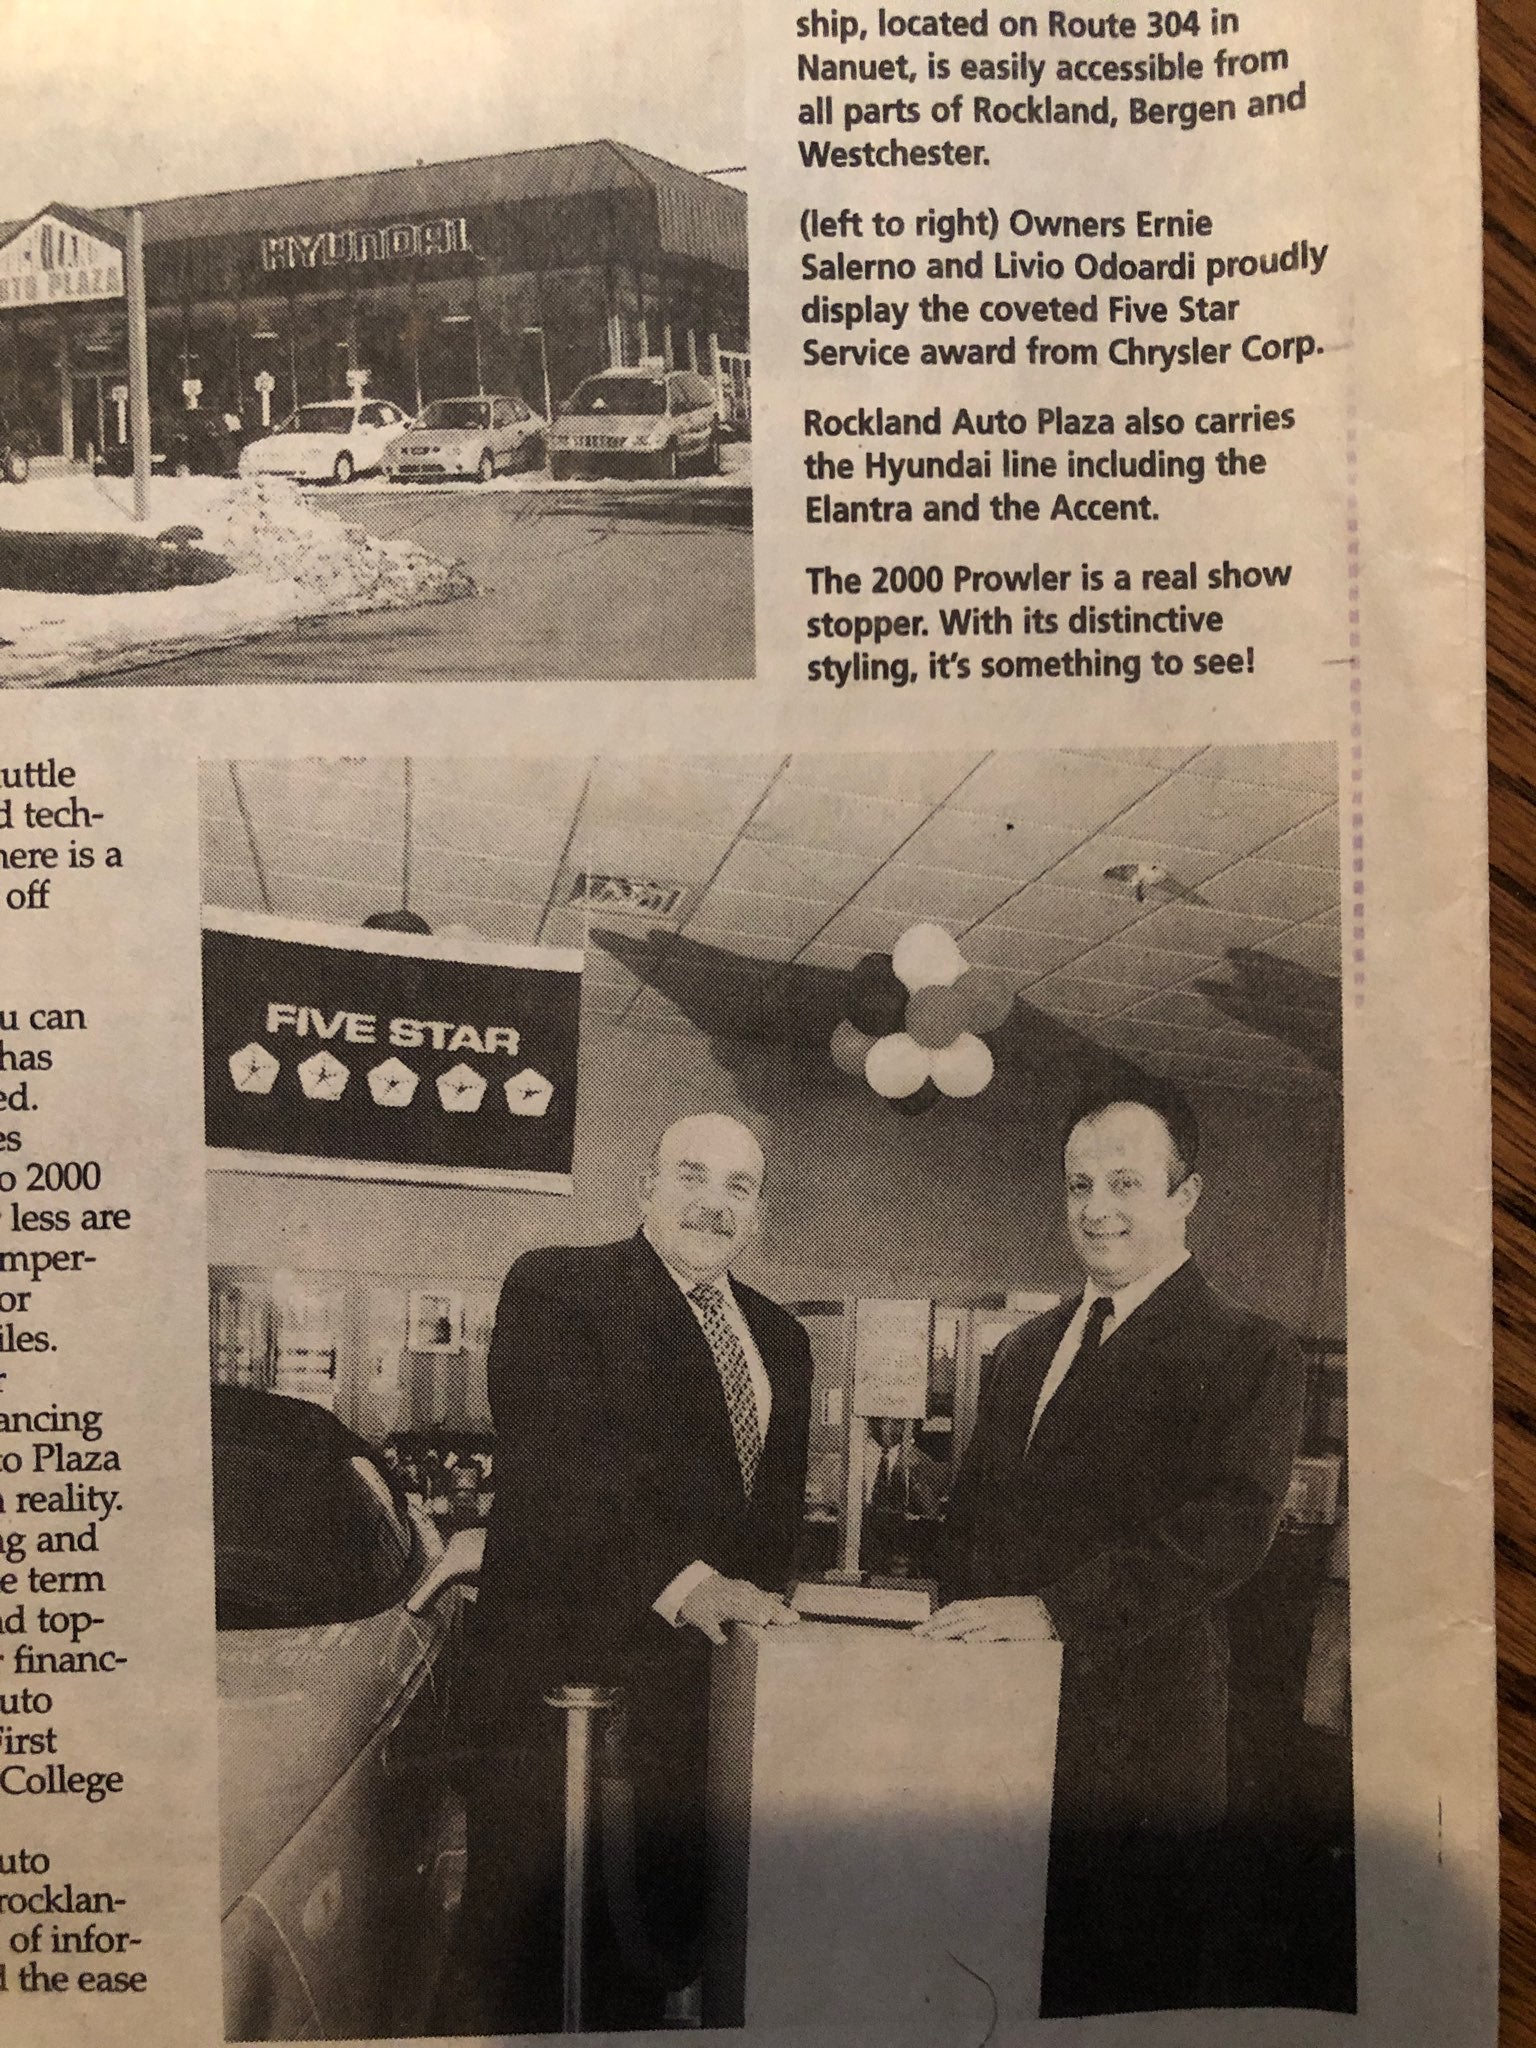 ship, located on Route 304 in
Nanuet, is easily accessible from
all parts of Rockland, Bergen and
Westchester.
(left to right) Owners Ernie
Salerno and Livio Odoardi proudly
display the coveted Five Star
Service award from Chrysler Corp.
Rockland Auto Plaza also carries
the Hyundai line including the
Elantra and the Accent.
The 2000 Prowler is a real show
stopper. With its distinctive
styling, it's something to see!
HYUNDAI
PLAZA
uttle
d tech-
here is a
off
u can
has
ed.
es
o 2000
less are
mper-
or
iles.
r
ancing
to Plaza
n reality.
ng and
e term
nd top-
r financ-
uto
First
College
uto
rocklan-
of infor-
d the ease
FIVE STAR